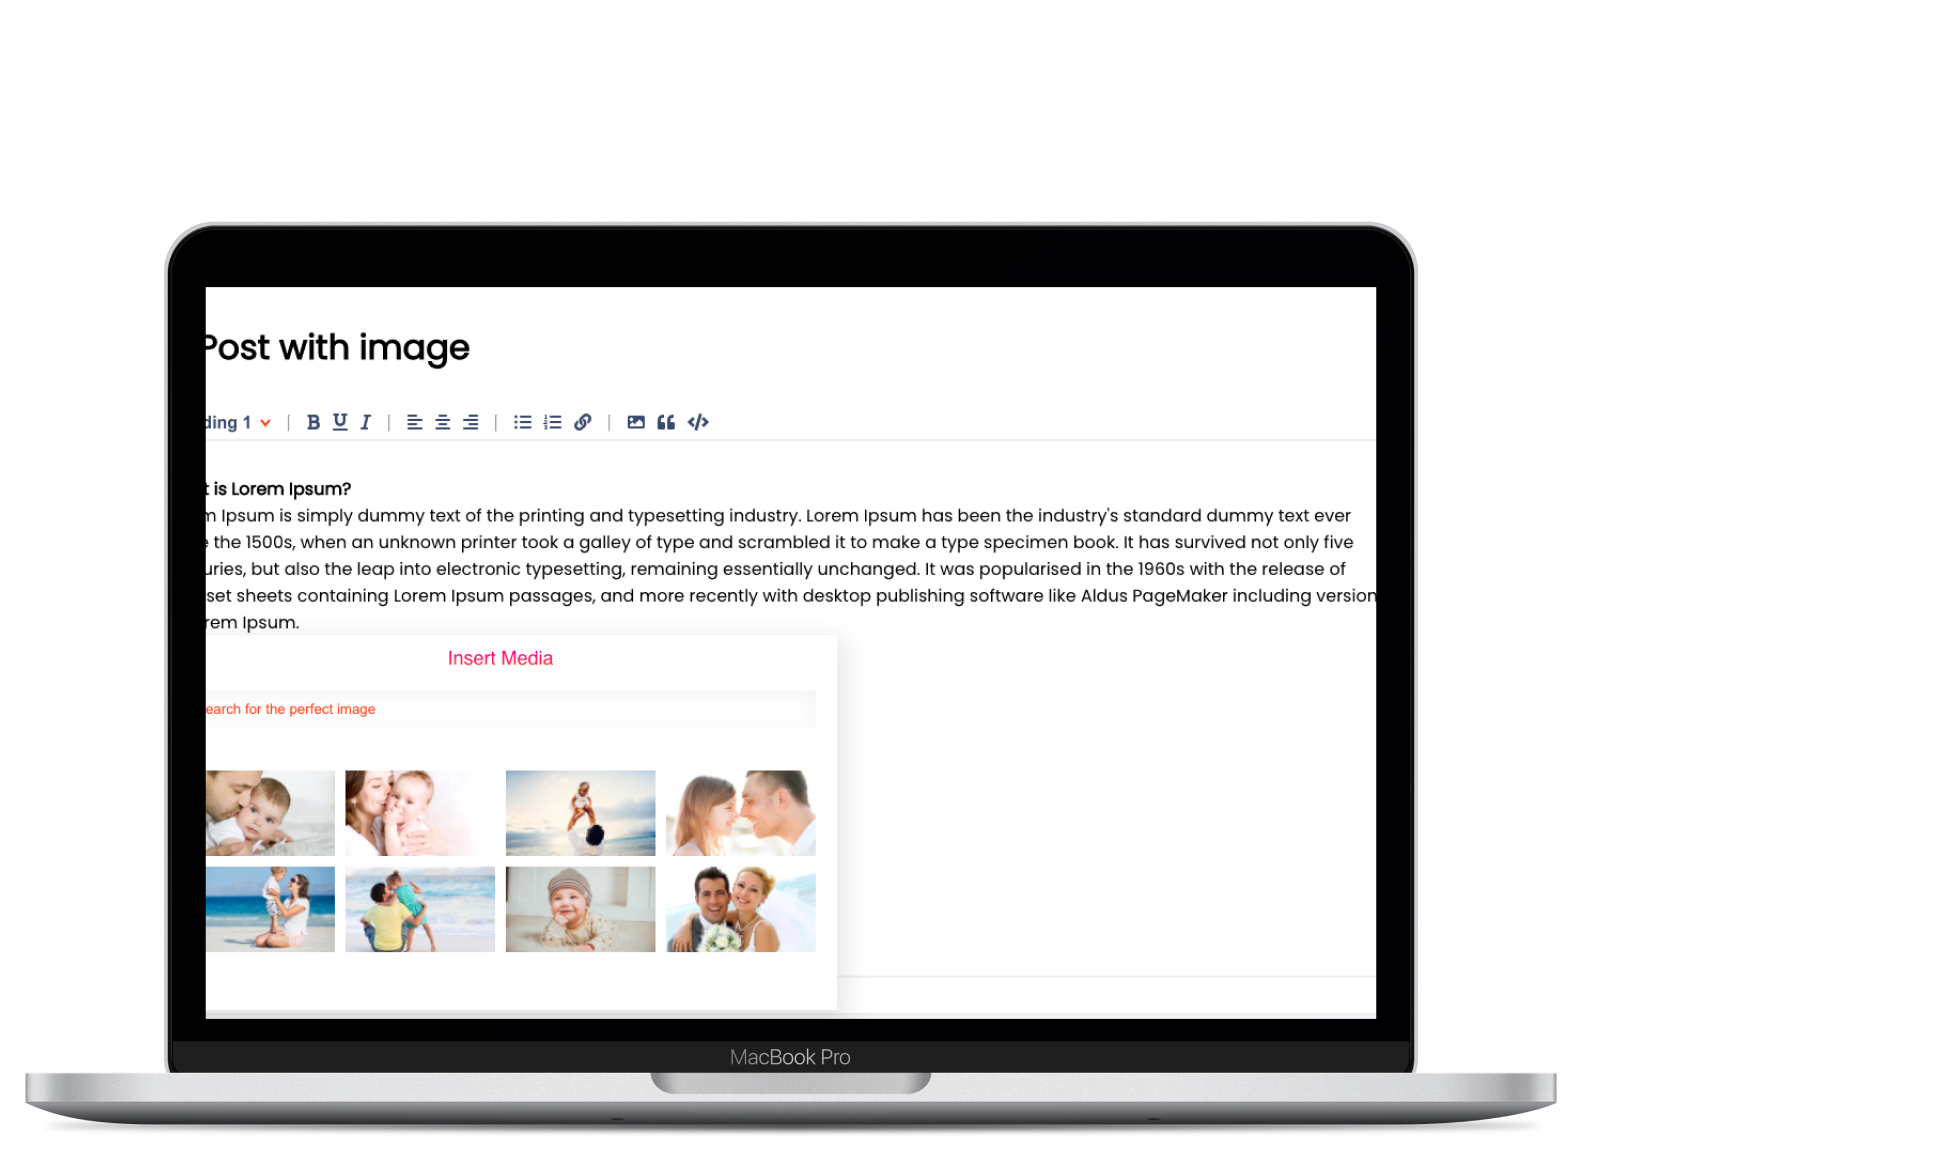 Post with image
ding 1 | B U I | | |
t is Lorem Ipsum?
m Ipsum is simply dummy text of the printing and typesetting industry. Lorem Ipsum has been the industry's standard dummy text ever
e the 1500s, when an unknown printer took a galley of type and scrambled it to make a type specimen book. It has survived not only five
uries, but also the leap into electronic typesetting, remaining essentially unchanged. It was popularised in the 1960s with the release of
set sheets containing Lorem Ipsum passages, and more recently with desktop publishing software like Aldus PageMaker including version
rem Ipsum.
Insert Media
earch for the perfect image
MacBook Pro